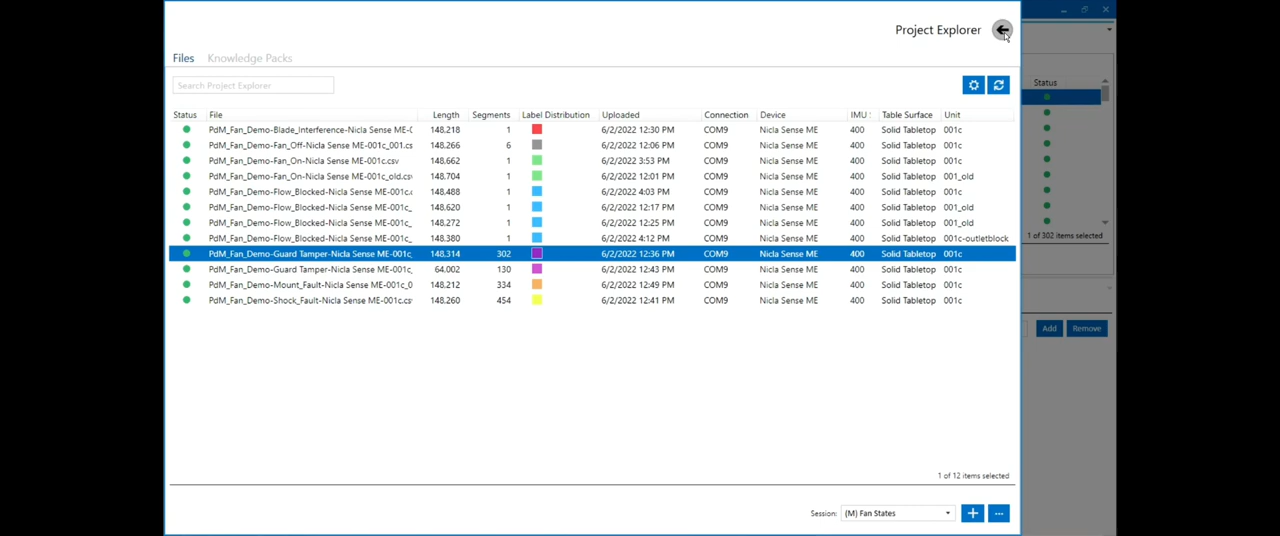 Project Explorer
Files Knowledge Packs
Search Project Explorer
Status File Length Segments Label Distribution Uploaded Connection Device IMU Table Surface Unit
PdM_Fan_Demo-Blade_Interference-Nicla Sense ME-0 148,218 1 6/2/2022 12:30 PM COM9 Nicla Sense ME 400 Solid Tabletop 001c
PdM_Fan_Demo-Fan_Off-Nicla Sense ME-001c_001.cs 148,266 6 6/2/2022 12:06 PM COM9 Nicla Sense ME 400 Solid Tabletop 001c
PdM_Fan_Demo-Fan_On-Nicla Sense ME-001c.csv 148,662 1 6/2/2022 3:53 PM COM9 Nicla Sense ME 400 Solid Tabletop 001c
PdM_Fan_Demo-Fan_On-Nicla Sense ME-001c_old.csv 148,704 1 6/2/2022 12:01 PM COM9 Nicla Sense ME 400 Solid Tabletop 001_old
PdM_Fan_Demo-Flow_Blocked-Nicla Sense ME-001c.c 148,488 1 6/2/2022 4:03 PM COM9 Nicla Sense ME 400 Solid Tabletop 001c
PdM_Fan_Demo-Flow_Blocked-Nicla Sense ME-001c_ 148,620 1 6/2/2022 12:17 PM COM9 Nicla Sense ME 400 Solid Tabletop 001_old
PdM_Fan_Demo-Flow_Blocked-Nicla Sense ME-001c_ 148,272 1 6/2/2022 12:25 PM COM9 Nicla Sense ME 400 Solid Tabletop 001_old
PdM_Fan_Demo-Flow_Blocked-Nicla Sense ME-001c_ 148,380 1 6/2/2022 4:12 PM COM9 Nicla Sense ME 400 Solid Tabletop 001c-outletblock
PdM_Fan_Demo-Guard Tamper-Nicla Sense ME-001c_ 148,314 302 6/2/2022 12:36 PM COM9 Nicla Sense ME 400 Solid Tabletop 001c
PdM_Fan_Demo-Guard Tamper-Nicla Sense ME-001c_ 64,002 130 6/2/2022 12:43 PM COM9 Nicla Sense ME 400 Solid Tabletop 001c
PdM_Fan_Demo-Mount_Fault-Nicla Sense ME-001c_0 148,212 334 6/2/2022 12:49 PM COM9 Nicla Sense ME 400 Solid Tabletop 001c
PdM_Fan_Demo-Shock_Fault-Nicla Sense ME-001c.cs 148,260 454 6/2/2022 12:41 PM COM9 Nicla Sense ME 400 Solid Tabletop 001c
1 of 12 items selected
Session: (M) Fan States
Status
1 of 302 items selected
Add Remove